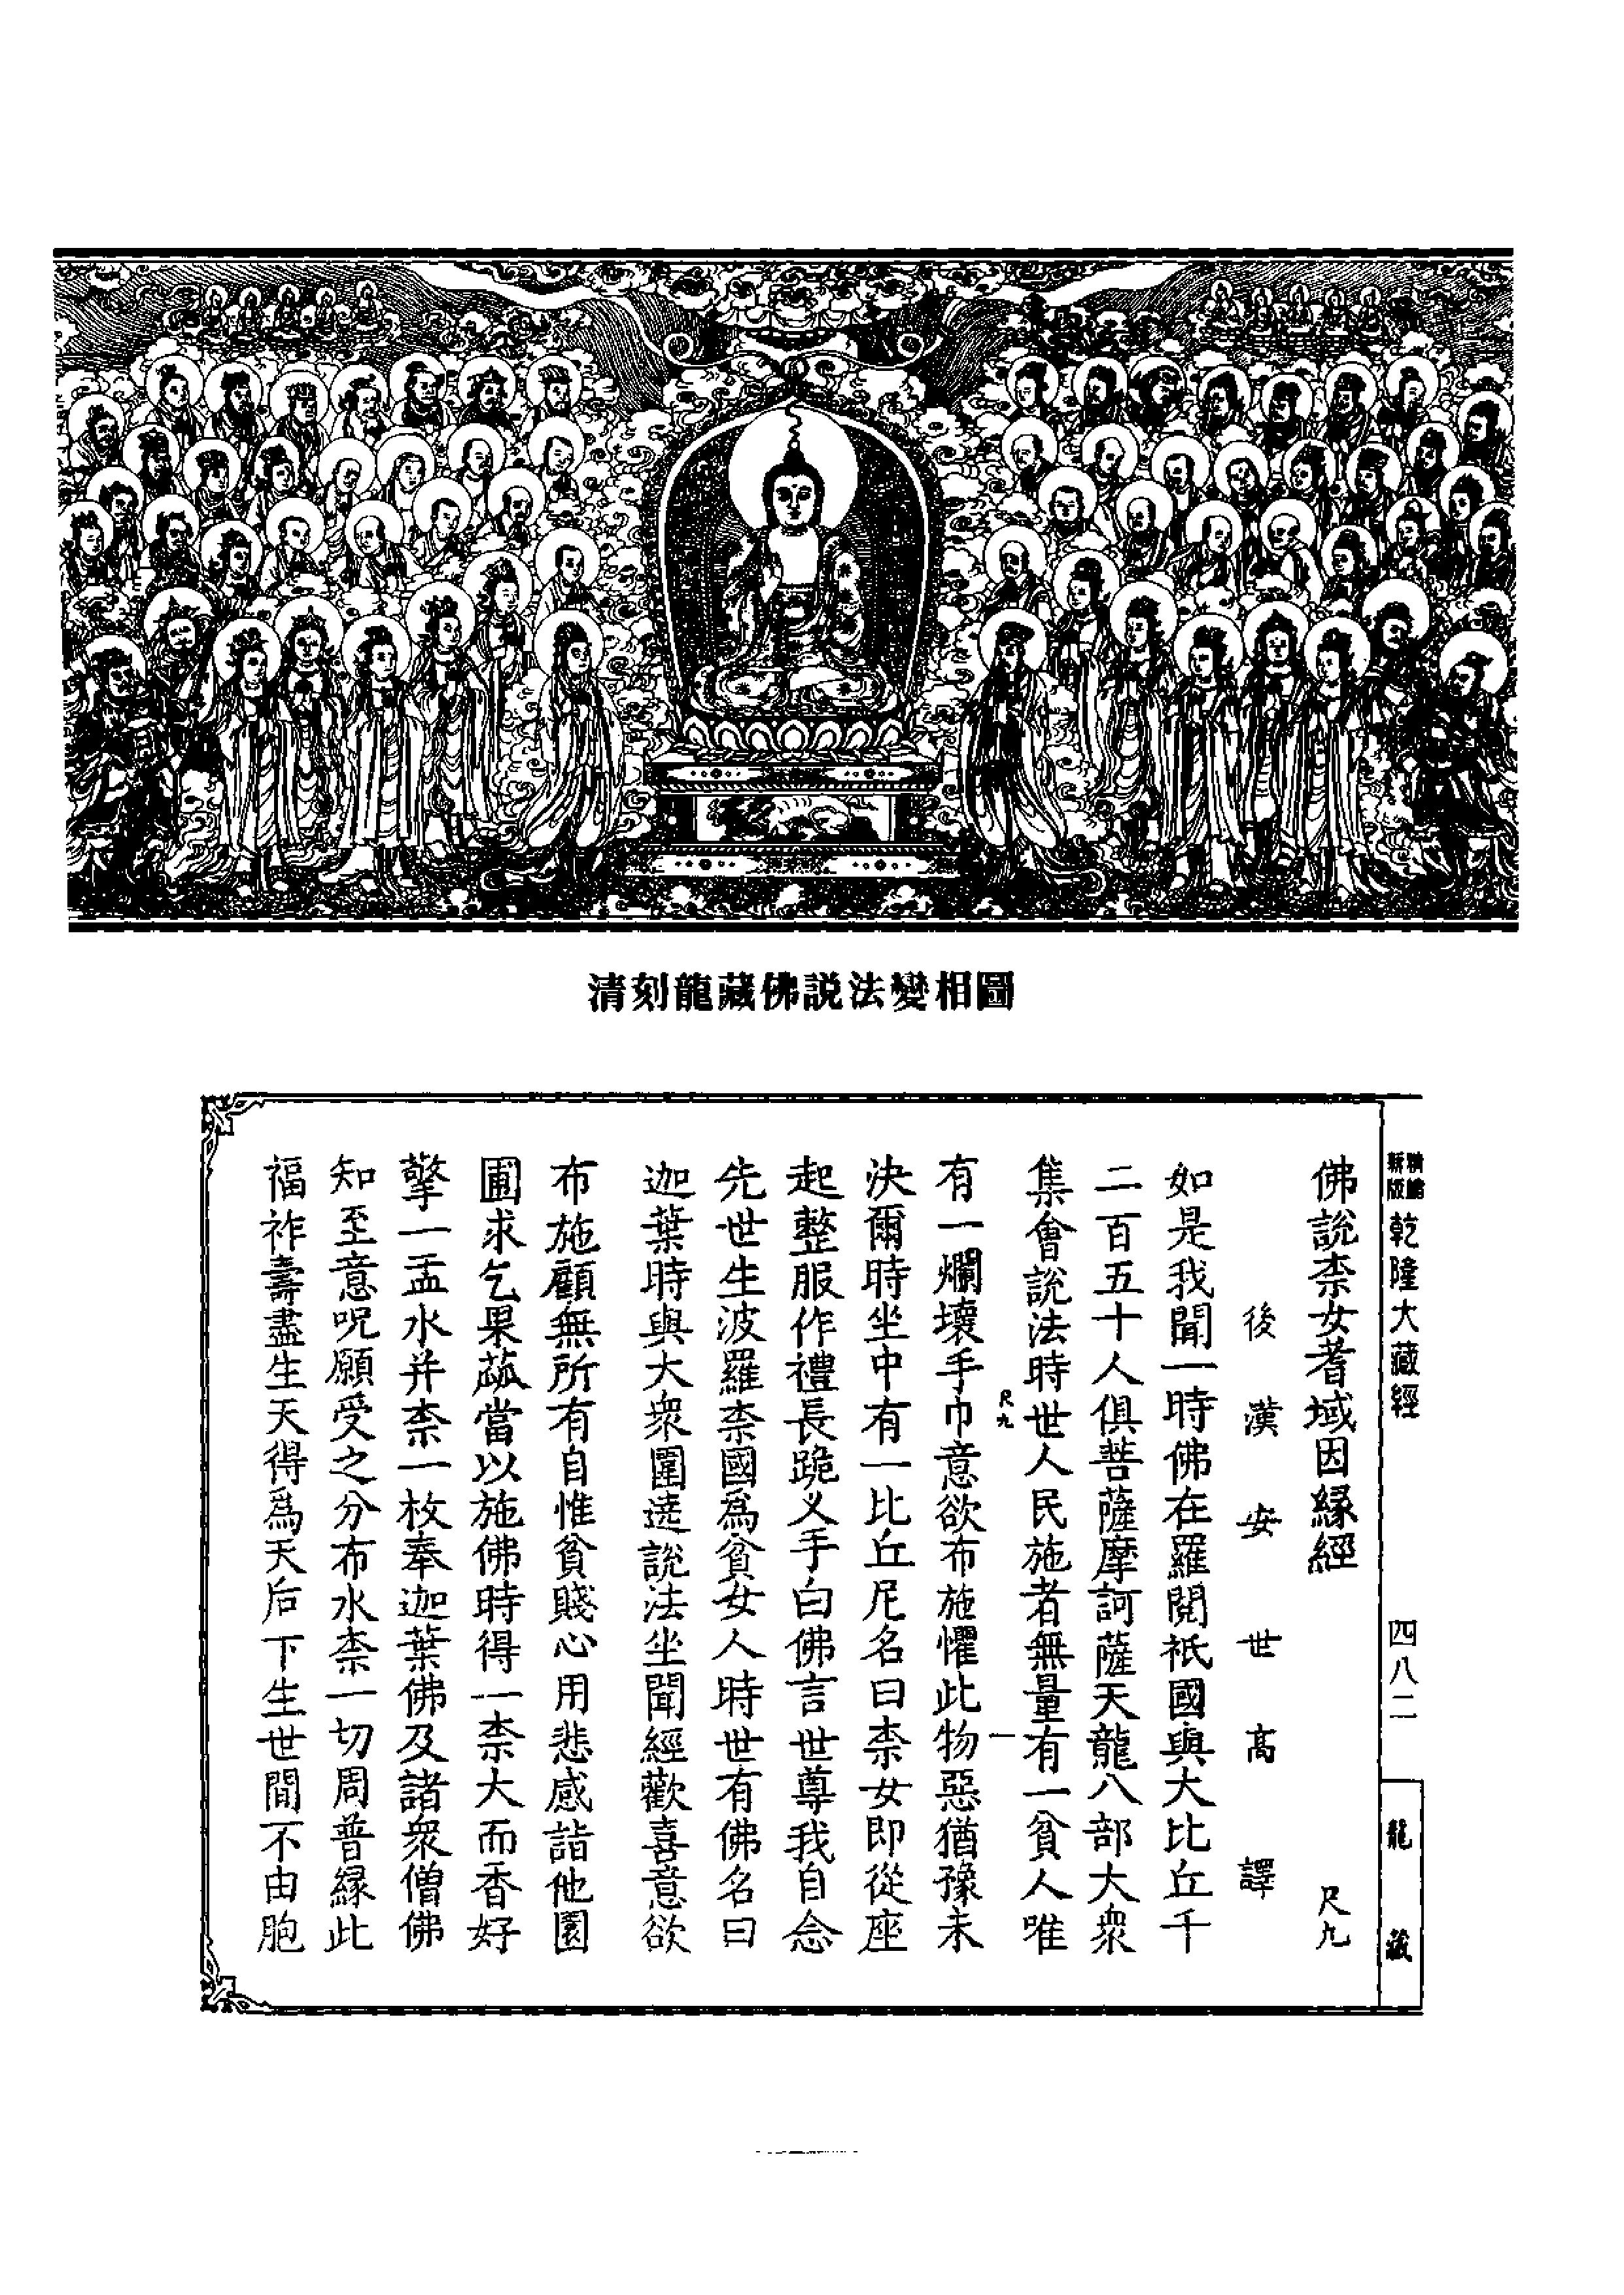 清刻龍藏佛説法變相圖
新版
精繪
乾隆大藏經
四八二
龍藏
佛說柰女耆域因緣經
尺九
後漢安世高譯
如是我聞一時佛在羅閱祇國與大比丘千
二百五十人俱菩薩摩訶薩天龍八部大衆
集會說法時世人民施者無量有一貧人唯
尺九
一
有一爛壞手巾意欲布施懼此物惡猶豫未
決爾時坐中有一比丘尼名曰柰女即從座
起整服作禮長跪叉手白佛言世尊我自念
先世生波羅柰國爲貧女人時世有佛名曰
迦葉時與大衆圍遶說法坐聞經歡喜意欲
布施顧無所有自惟貧賤心用悲感詣他園
圃求乞果蓏當以施佛時得一柰大而香好
擎一盂水并柰一枚奉迦葉佛及諸衆僧佛
知至意呪願受之分布水柰一切周普緣此
福祚壽盡生天得爲天后下生世間不由胞